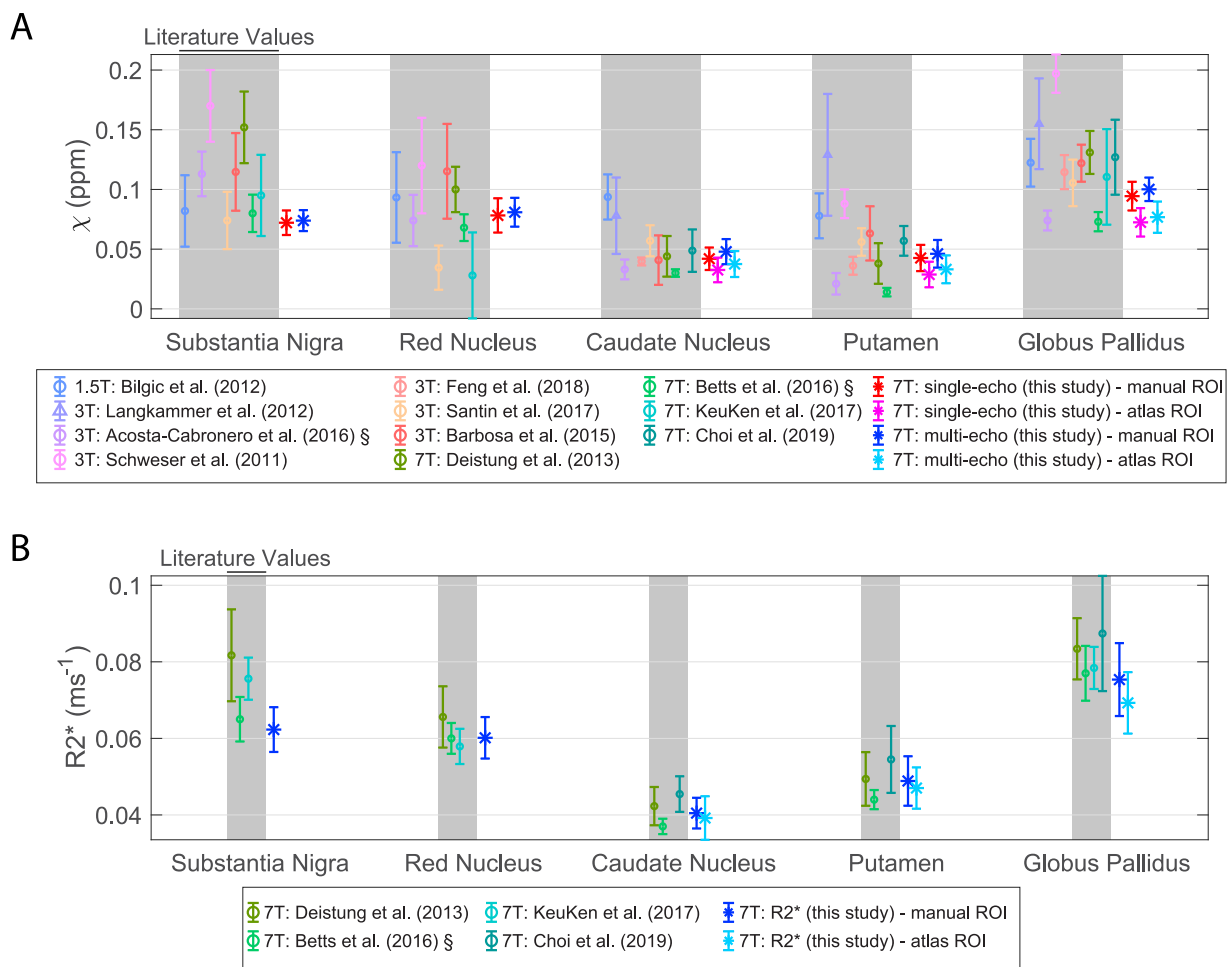 A
Literature Values
0.2
0.15
0.1
0.05
0
χ (ppm)
Substantia Nigra Red Nucleus Caudate Nucleus Putamen Globus Pallidus
1.5T: Bilgic et al. (2012) 3T: Feng et al. (2018) 7T: Betts et al. (2016) § 7T: single-echo (this study) - manual ROI
3T: Langkammer et al. (2012) 3T: Santin et al. (2017) 7T: KeuKen et al. (2017) 7T: single-echo (this study) - atlas ROI
3T: Acosta-Cabronero et al. (2016) § 3T: Barbosa et al. (2015) 7T: Choi et al. (2019) 7T: multi-echo (this study) - manual ROI
3T: Schweser et al. (2011) 7T: Deistung et al. (2013) 7T: multi-echo (this study) - atlas ROI
B
Literature Values
0.1
0.08
0.06
0.04
R2* (ms⁻¹)
Substantia Nigra Red Nucleus Caudate Nucleus Putamen Globus Pallidus
7T: Deistung et al. (2013) 7T: KeuKen et al. (2017) 7T: R2* (this study) - manual ROI
7T: Betts et al. (2016) § 7T: Choi et al. (2019) 7T: R2* (this study) - atlas ROI